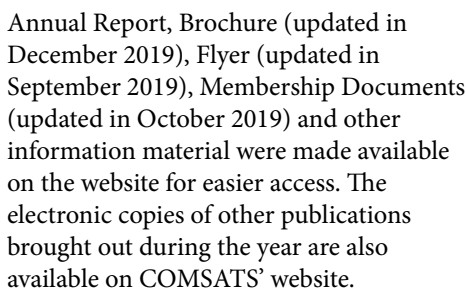 Annual Report, Brochure (updated in
December 2019), Flyer (updated in
September 2019), Membership Documents
(updated in October 2019) and other
information material were made available
on the website for easier access. The
electronic copies of other publications
brought out during the year are also
available on COMSATS’ website.